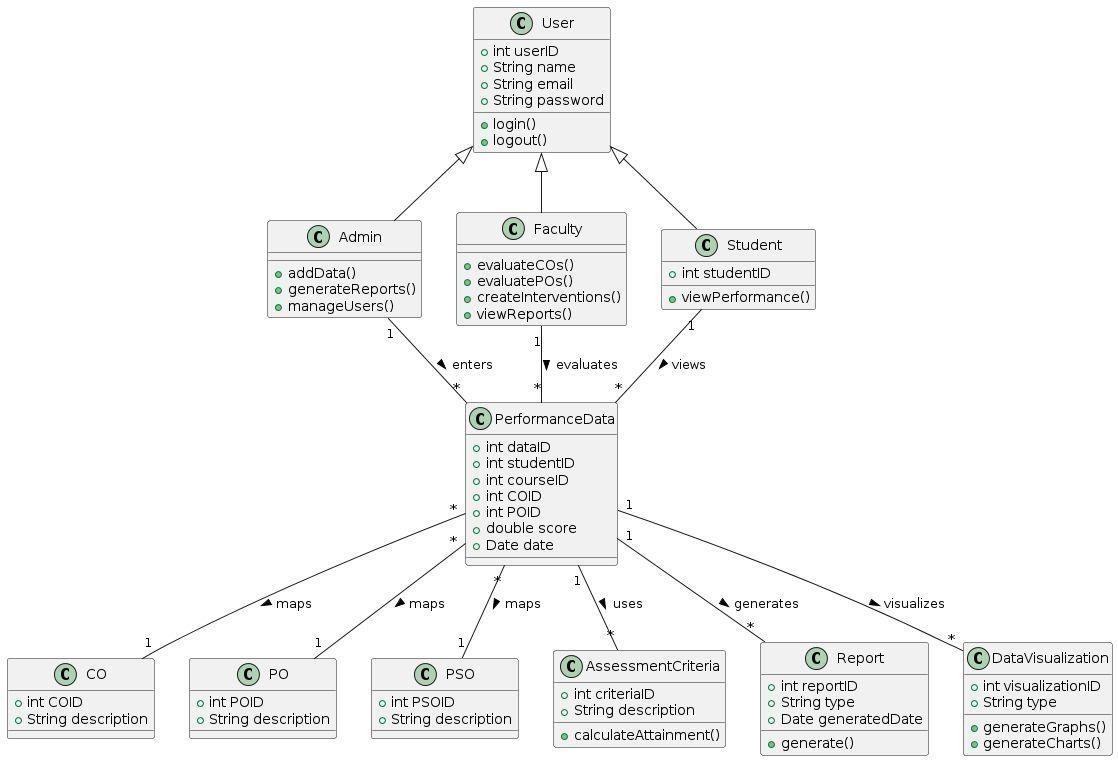 C User
int userID
String name
String email
String password
login()
logout()
C Admin
addData()
generateReports()
manageUsers()
C Faculty
evaluateCOs()
evaluatePOs()
createInterventions()
viewReports()
C Student
int studentID
viewPerformance()
1
1
1
enters
evaluates
views
*
*
*
C PerformanceData
int dataID
int studentID
int courseID
int COID
int POID
double score
Date date
*
1
*
1
*
1
maps
maps
maps
uses
generates
visualizes
1
1
1
*
*
*
C CO
int COID
String description
C PO
int POID
String description
C PSO
int PSOID
String description
C AssessmentCriteria
int criteriaID
String description
calculateAttainment()
C Report
int reportID
String type
Date generatedDate
generate()
C DataVisualization
int visualizationID
String type
generateGraphs()
generateCharts()